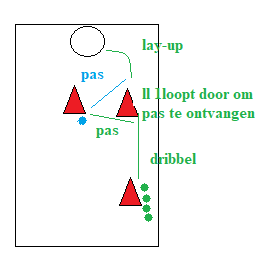 lay-up
pas
ll 1loopt door om
pas te ontvangen
pas
dribbel